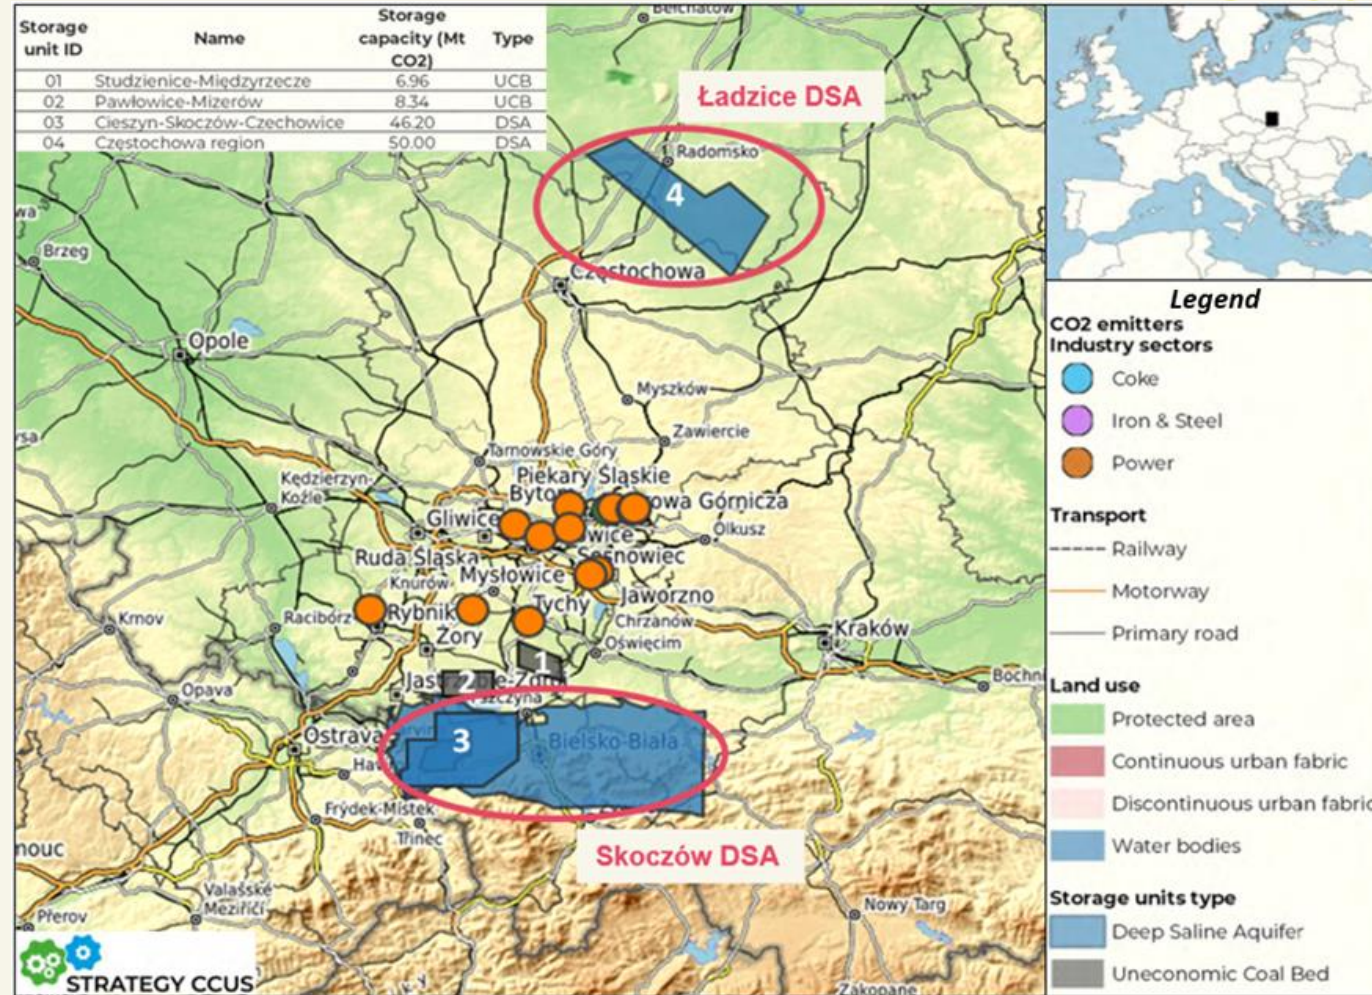 Storage unit ID Name Storage capacity (Mt CO2) Type
01 Studzienice-Międzyrzecze 6.96 UCB
02 Pawłowice-Mizerów 8.34 UCB
03 Cieszyn-Skoczów-Czechowice 46.20 DSA
04 Częstochowa region 50.00 DSA
Bełchatów
Ładzice DSA
Radomsko
4
Brzeg
Częstochowa
Opole
Myszków
Zawiercie
Tarnowskie Góry
Kędzierzyn-
Koźle
Piekary Śląskie
Gliwice
Olkusz
Ruda Śląska
Knurów
Mysłowice
Jaworzno
Tychy
Chrzanów
Racibórz
Rybnik
Krnov
Żory
Oświęcim
Kraków
1
2
Opava
3
Ostrava
Bielsko-Biała
Frýdek-Místek
Třinec
Skoczów DSA
Valašské
Meziříčí
Přerov
Nowy Targ
Zakopane
STRATEGY CCUS
Legend
CO2 emitters
Industry sectors
Coke
Iron & Steel
Power
Transport
Railway
Motorway
Primary road
Land use
Protected area
Continuous urban fabric
Discontinuous urban fabric
Water bodies
Storage units type
Deep Saline Aquifer
Uneconomic Coal Bed